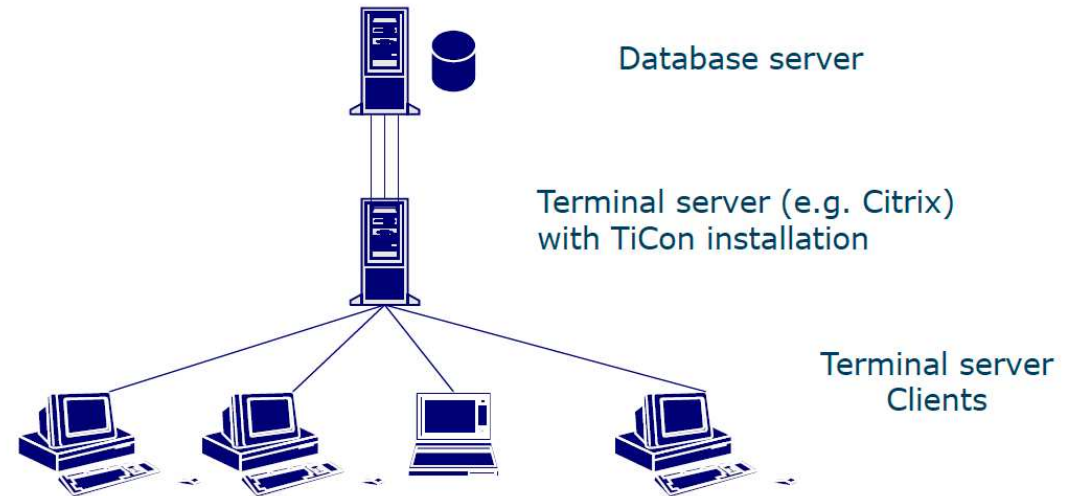 Database server
Terminal server (e.g. Citrix)
with TiCon installation
Terminal server
Clients